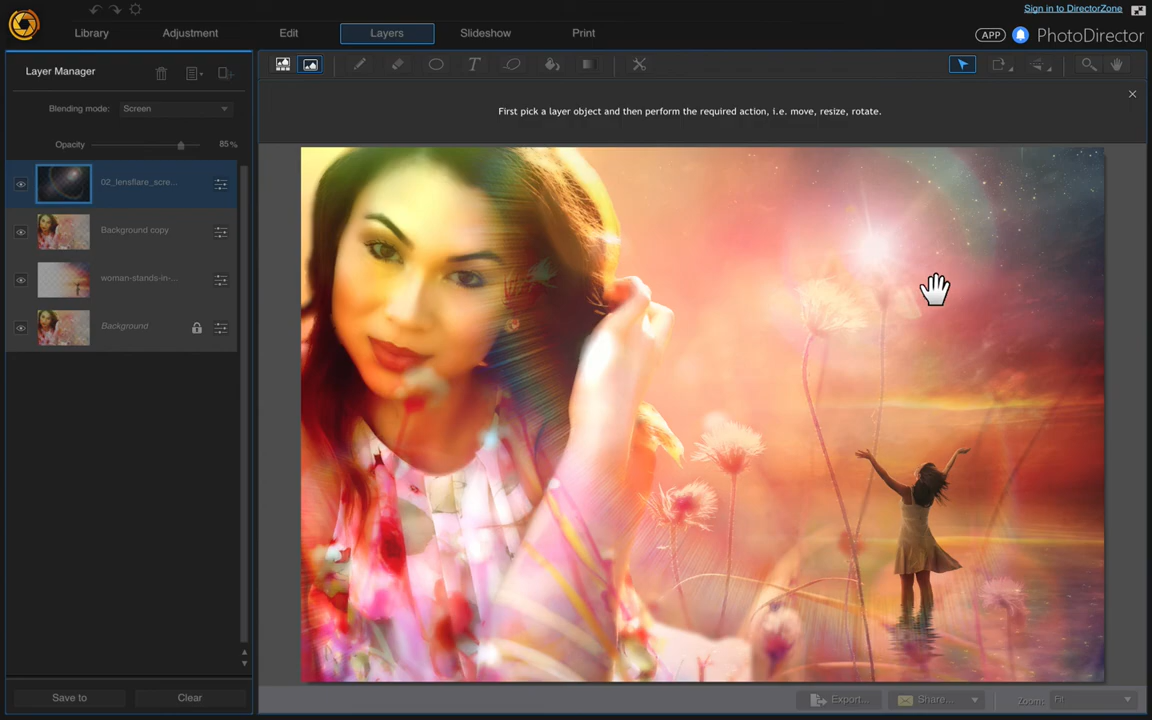 Sign in to DirectorZone
Library
Adjustment
Edit
Layers
Slideshow
Print
APP
PhotoDirector
Layer Manager
T
Blending mode: Screen
First pick a layer object and then perform the required action, i.e. move, resize, rotate.
Opacity 85%
02_lensflare_scre...
Background copy
woman-stands-in-...
Background
Save to
Clear
Export...
Share...
Zoom: Fit